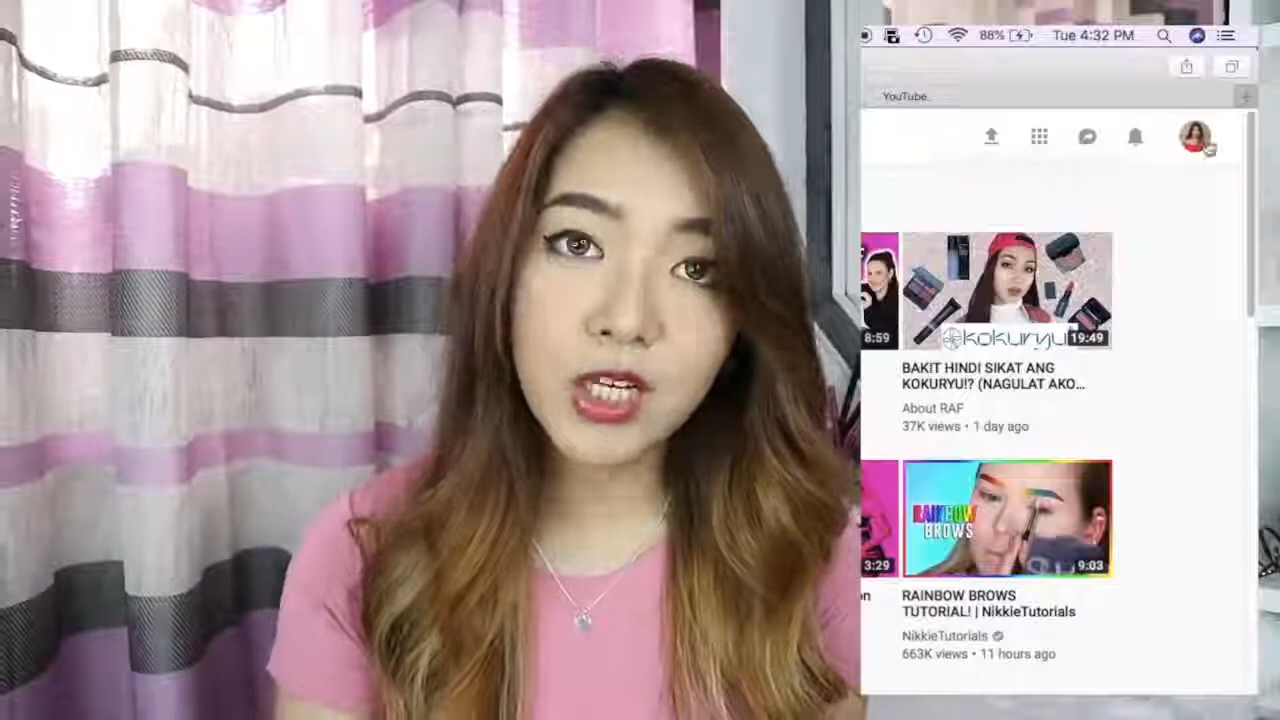 88%
Tue 4:32 PM
YouTube
kokuryu
8:59
19:49
BAKIT HINDI SIKAT ANG
KOKURYU!? (NAGULAT AKO...
About RAF
37K views • 1 day ago
RAINBOW
BROWS
3:29
9:03
on
RAINBOW BROWS
TUTORIAL! | NikkieTutorials
NikkieTutorials
663K views • 11 hours ago